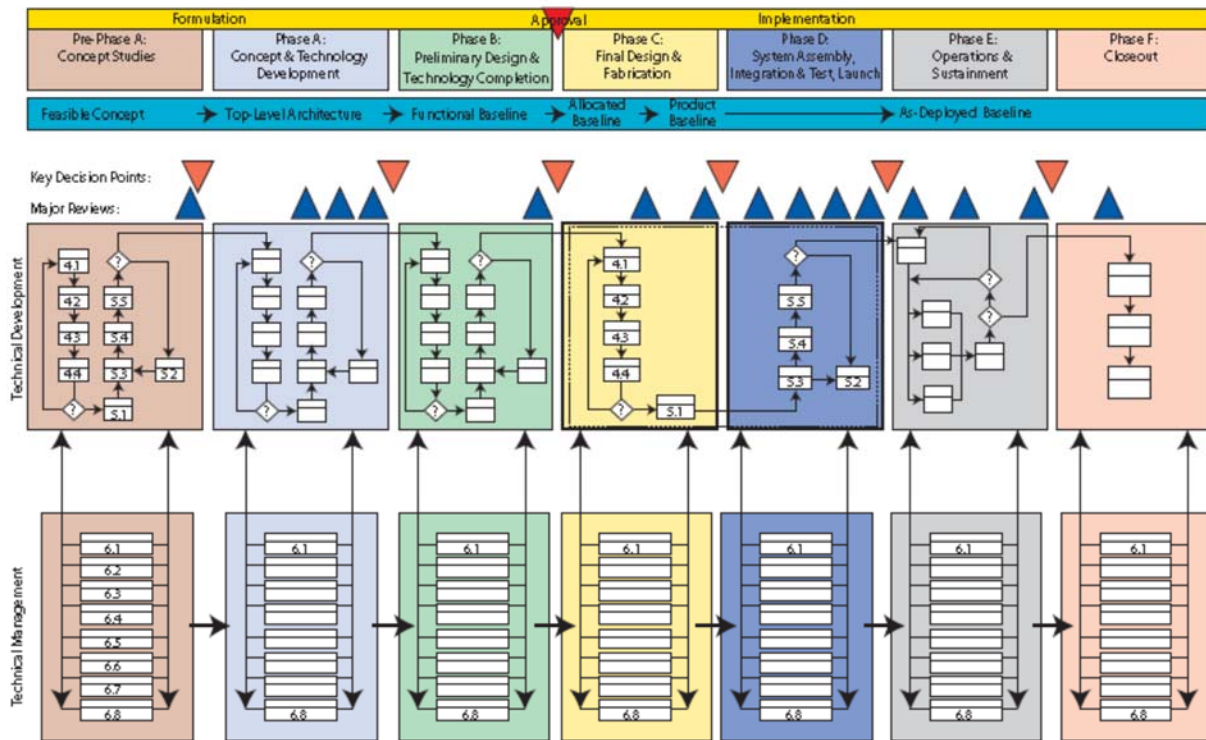 Formulation
Approval
Implementation
Pre-Phase A:
Concept Studies
Phase A:
Concept & Technology
Development
Phase B:
Preliminary Design &
Technology Completion
Phase C:
Final Design &
Fabrication
Phase D:
System Assembly,
Integration & Test, Launch
Phase E:
Operations &
Sustainment
Phase F:
Closeout
Feasible Concept
Top-Level Architecture
Functional Baseline
Allocated
Baseline
Product
Baseline
As-Deployed Baseline
Key Decision Points:
Major Reviews:
Technical Development
4.1
?
4.2
5.5
4.3
5.4
4.4
5.3
5.2
?
5.1
?
?
?
?
?
4.1
4.2
4.3
4.4
?
5.1
?
5.5
5.4
5.3
5.2
?
?
Technical Management
6.1
6.2
6.3
6.4
6.5
6.6
6.7
6.8
6.1
6.8
6.1
6.8
6.1
6.8
6.1
6.8
6.1
6.8
6.1
6.8